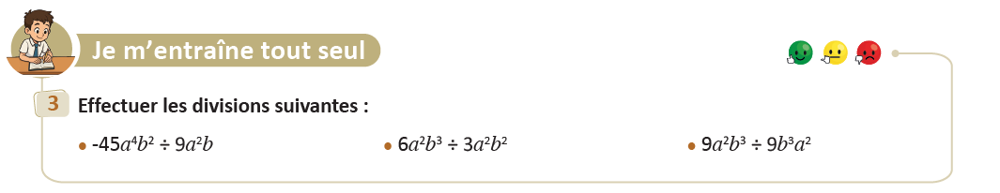 Je m’entraîne tout seul
3 Effectuer les divisions suivantes :
• -45a⁴b² ÷ 9a²b • 6a²b³ ÷ 3a²b² • 9a²b³ ÷ 9b³a²